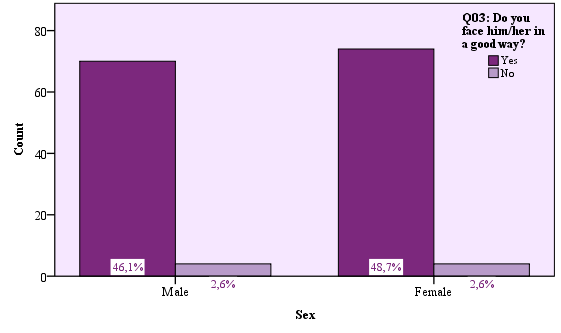 Q03: Do you
face him/her in
a good way?
Yes
No
80
60
40
20
0
Count
46,1%
2,6%
48,7%
2,6%
Male
Female
Sex